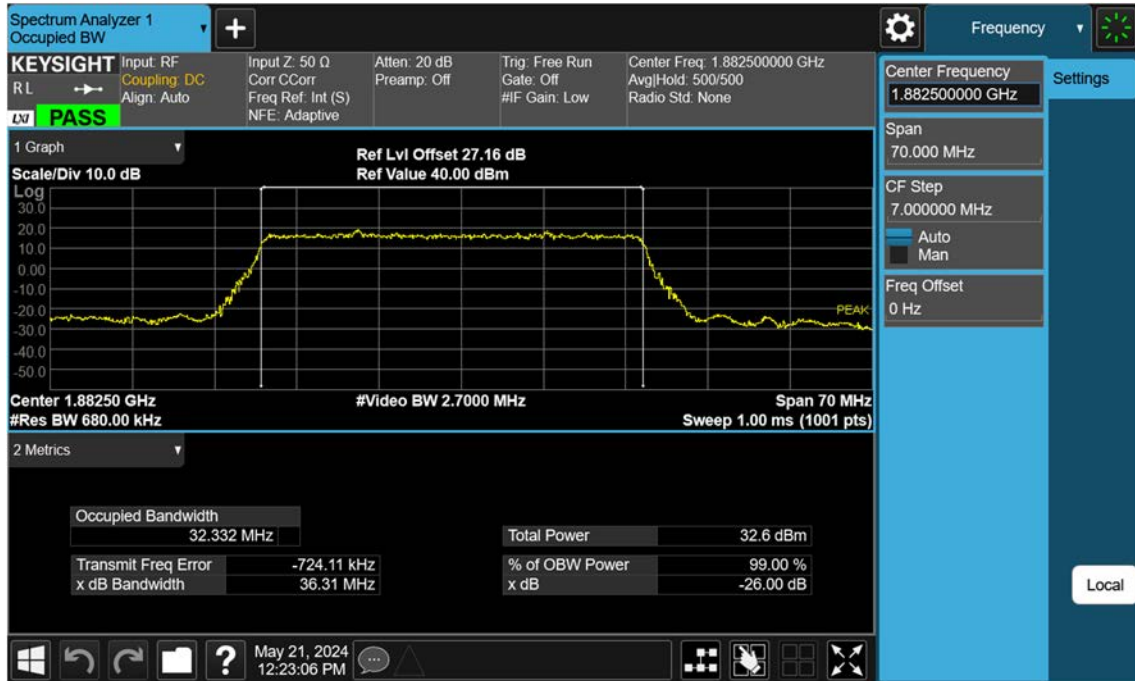 Spectrum Analyzer 1
Occupied BW
+
Frequency
KEYSIGHT
RL
LXI PASS
Input: RF
Coupling: DC
Align: Auto
Input Z: 50 Ω
Corr CCorr
Freq Ref: Int (S)
NFE: Adaptive
Atten: 20 dB
Preamp: Off
Trig: Free Run
Gate: Off
#IF Gain: Low
Center Freq: 1.882500000 GHz
Avg|Hold: 500/500
Radio Std: None
Center Frequency
1.882500000 GHz
Settings
Span
70.000 MHz
CF Step
7.000000 MHz
Auto
Man
Freq Offset
0 Hz
Local
1 Graph
Scale/Div 10.0 dB
Ref Lvl Offset 27.16 dB
Ref Value 40.00 dBm
Log
30.0
20.0
10.0
0.00
-10.0
-20.0
-30.0
-40.0
-50.0
PEAK
Center 1.88250 GHz
#Video BW 2.7000 MHz
Span 70 MHz
#Res BW 680.00 kHz
Sweep 1.00 ms (1001 pts)
2 Metrics
Occupied Bandwidth
32.332 MHz
Total Power 32.6 dBm
Transmit Freq Error -724.11 kHz
% of OBW Power 99.00 %
x dB Bandwidth 36.31 MHz
x dB -26.00 dB
?
May 21, 2024
12:23:06 PM